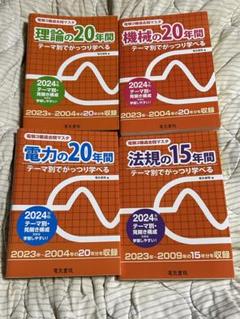 電験3種過去問マスタ
理論の20年間
テーマ別でがっつり学べる
2024年版
テーマ別・見開き構成
学習しやすい!
2023年~2004年の20年分を収録
電験3種過去問マスタ
機械の20年間
テーマ別でがっつり学べる
2024年版
テーマ別・見開き構成
学習しやすい!
2023年~2004年の20年分を収録
電験3種過去問マスタ
電力の20年間
テーマ別でがっつり学べる
2024年版
テーマ別・見開き構成
学習しやすい!
2023年~2004年の20年分を収録
電気書院
電験3種過去問マスタ
法規の15年間
テーマ別でがっつり学べる
2024年版
テーマ別・見開き構成
学習しやすい!
2023年~2009年の15年分を収録
電気書院